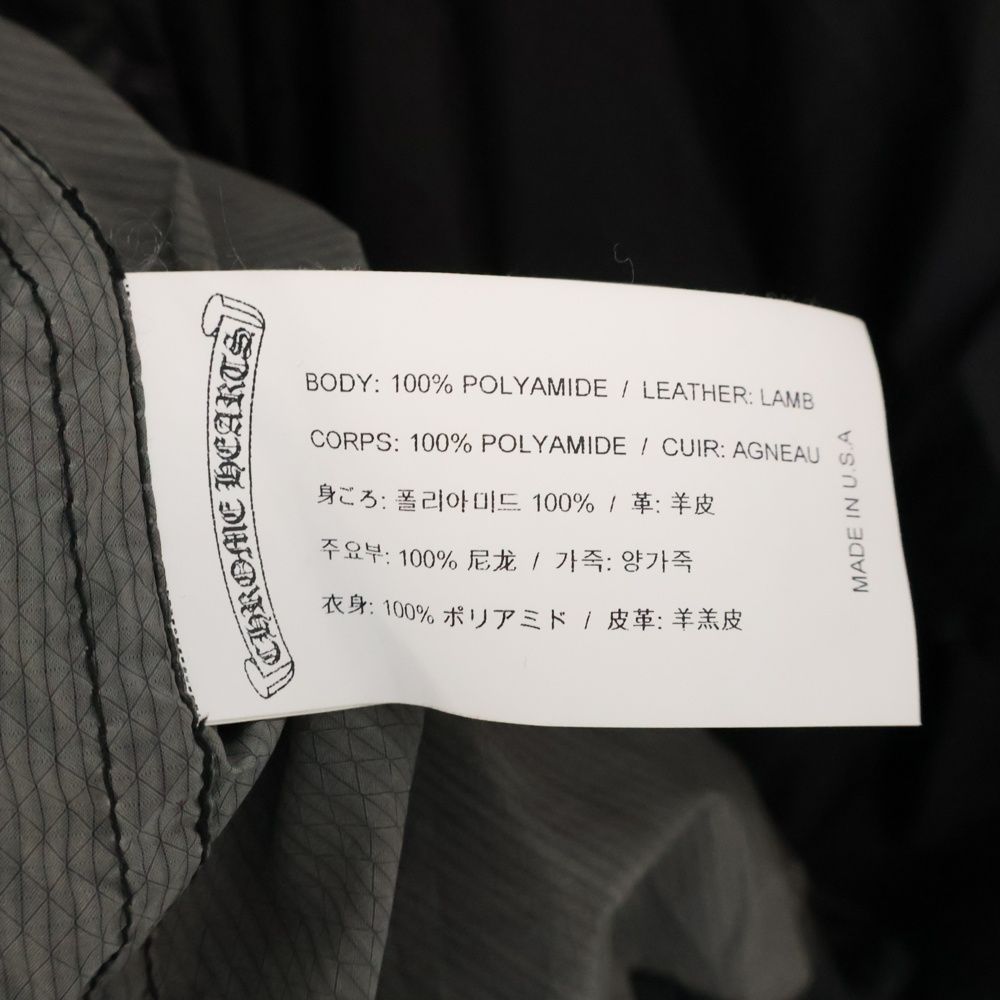 CHROME HEARTS
BODY: 100% POLYAMIDE / LEATHER: LAMB
CORPS: 100% POLYAMIDE / CUIR: AGNEAU
身ごろ: 폴리아미드 100% / 革: 羊皮
주요부: 100% 尼龙 / 가죽: 양가죽
衣身: 100% ポリアミド / 皮革: 羊羔皮
MADE IN U.S.A